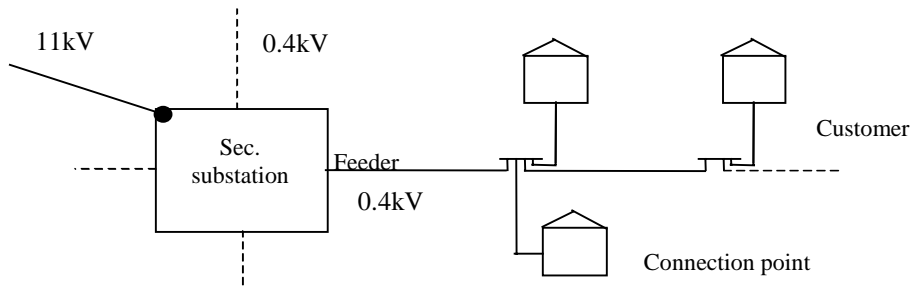 11kV
0.4kV
Customer
Sec.
substation
Feeder
0.4kV
Connection point